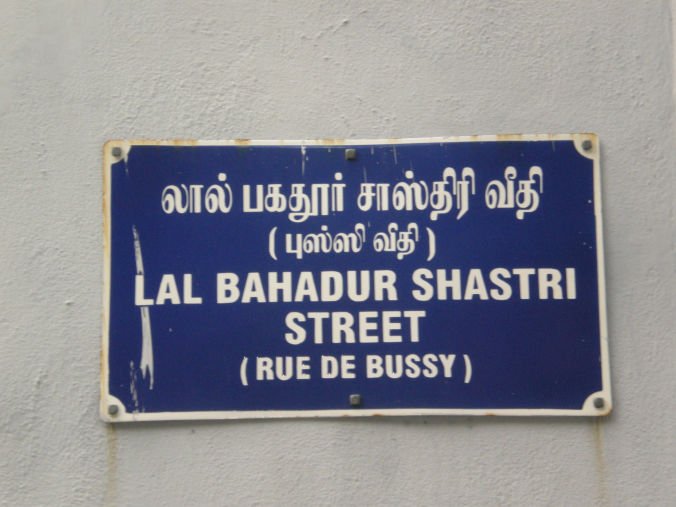 லால் பகதூர் சாஸ்திரி வீதி
( புஸ்ஸி வீதி )
LAL BAHADUR SHASTRI
STREET
( RUE DE BUSSY )